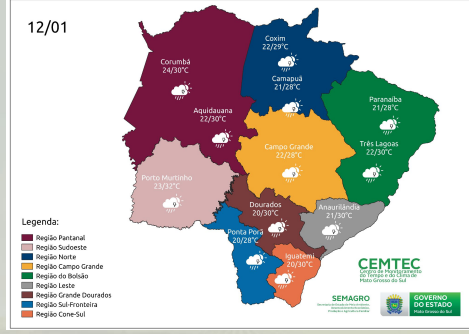 12/01
Coxim
22/29°C
Corumbá
24/30°C
Camapuã
21/28°C
Paranaíba
21/28°C
Aquidauana
22/30°C
Campo Grande
22/28°C
Três Lagoas
22/30°C
Porto Murtinho
23/32°C
Dourados
20/30°C
Anaurilândia
21/30°C
Ponta Porã
20/28°C
Iguatemi
20/30°C
Legenda:
Região Pantanal
Região Sudoeste
Região Norte
Região Campo Grande
Região do Bolsão
Região Leste
Região Grande Dourados
Região Sul-Fronteira
Região Cone-Sul
CEMTEC
Centro de Monitoramento
do Tempo e do Clima de
Mato Grosso do Sul
SEMAGRO
GOVERNO
DO ESTADO
Mato Grosso do Sul